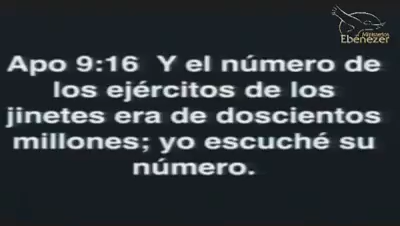 Ministerios
Ebenezer
Apo 9:16 Y el número de
los ejércitos de los
jinetes era de doscientos
millones; yo escuché su
número.